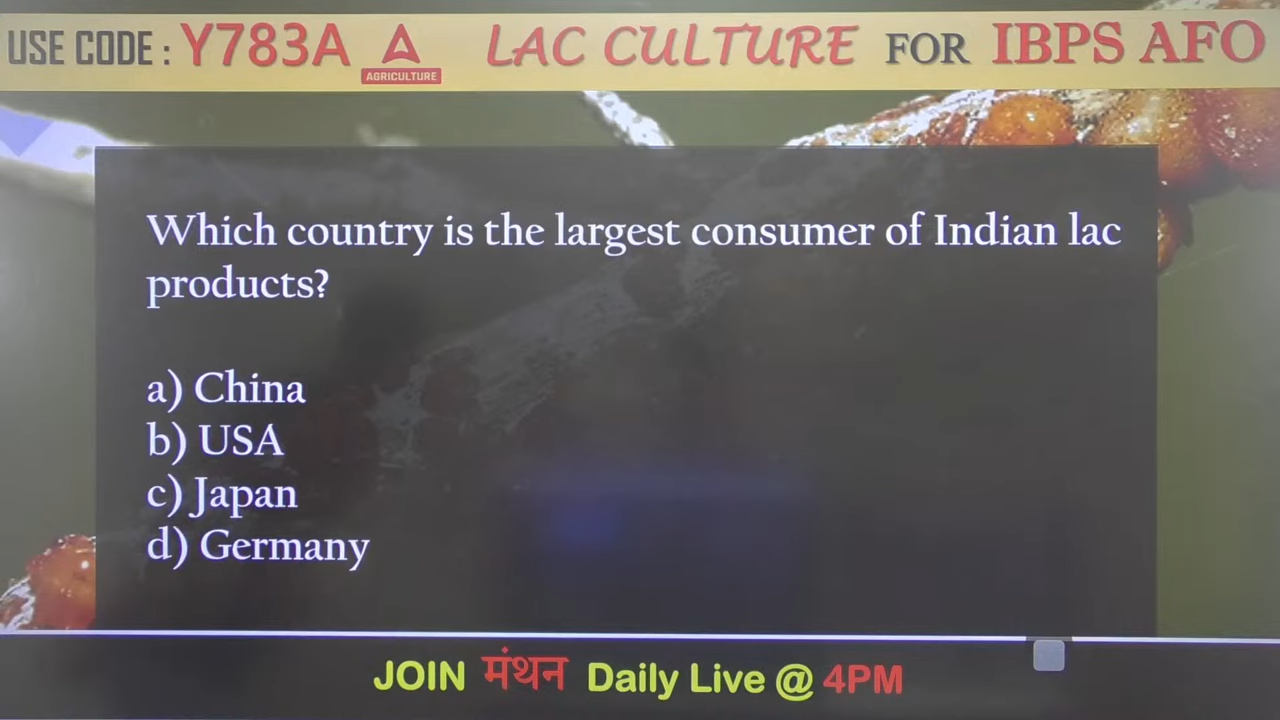 USE CODE : Y783A AGRICULTURE LAC CULTURE FOR IBPS AFO
Which country is the largest consumer of Indian lac
products?
a) China
b) USA
c) Japan
d) Germany
JOIN मंथन Daily Live @ 4PM